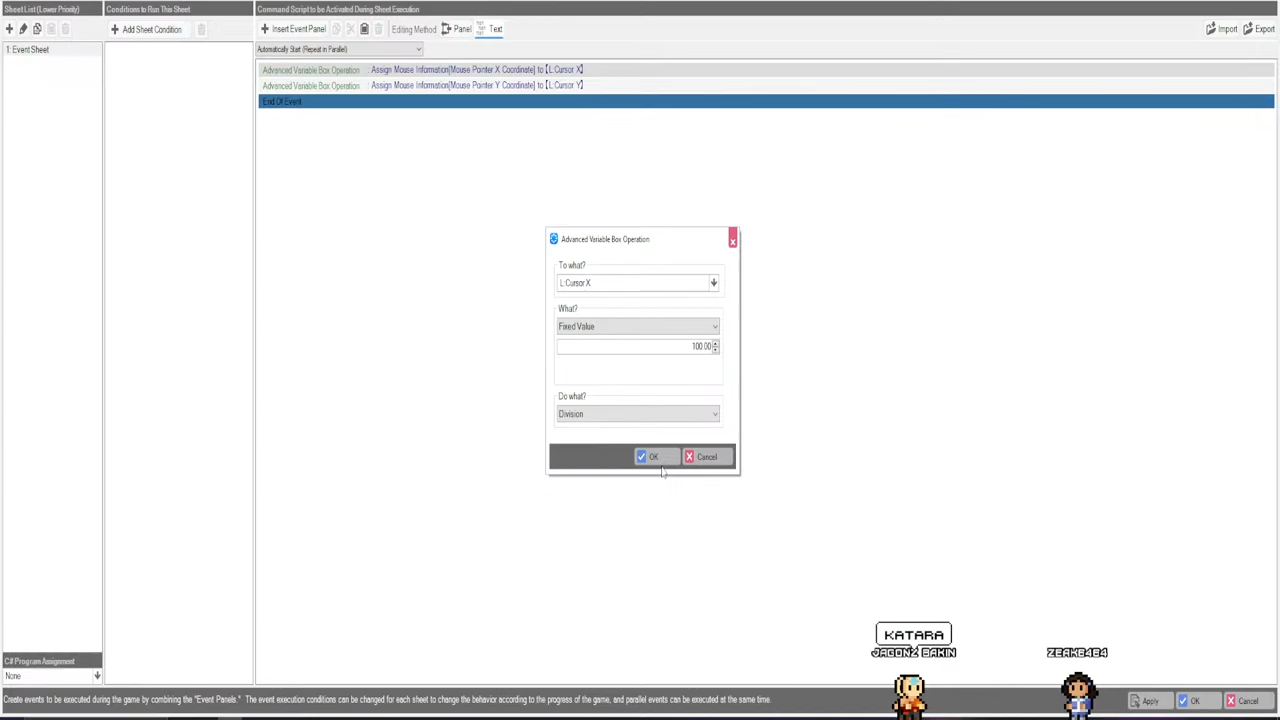 Sheet List (Lower Priority)
Conditions to Run This Sheet
Command Script to be Activated During Sheet Execution
Add Sheet Condition
Insert Event Panel
Editing Method
Panel
Text
Import
Export
1: Event Sheet
Automatically Start (Repeat in Parallel)
Advanced Variable Box Operation : Assign Mouse Information[Mouse Pointer X Coordinate] to【L:Cursor X】
Advanced Variable Box Operation : Assign Mouse Information[Mouse Pointer Y Coordinate] to【L:Cursor Y】
End Of Event
Advanced Variable Box Operation
To what?
L:Cursor X
What?
Fixed Value
100.00
Do what?
Division
OK
Cancel
KATARA
JAGONZ BAKIN
ZEAK8464
C# Program Assignment
None
Create events to be executed during the game by combining the "Event Panels." The event execution conditions can be changed for each sheet to change the behavior according to the progress of the game, and parallel events can be executed at the same time.
Apply
OK
Cancel